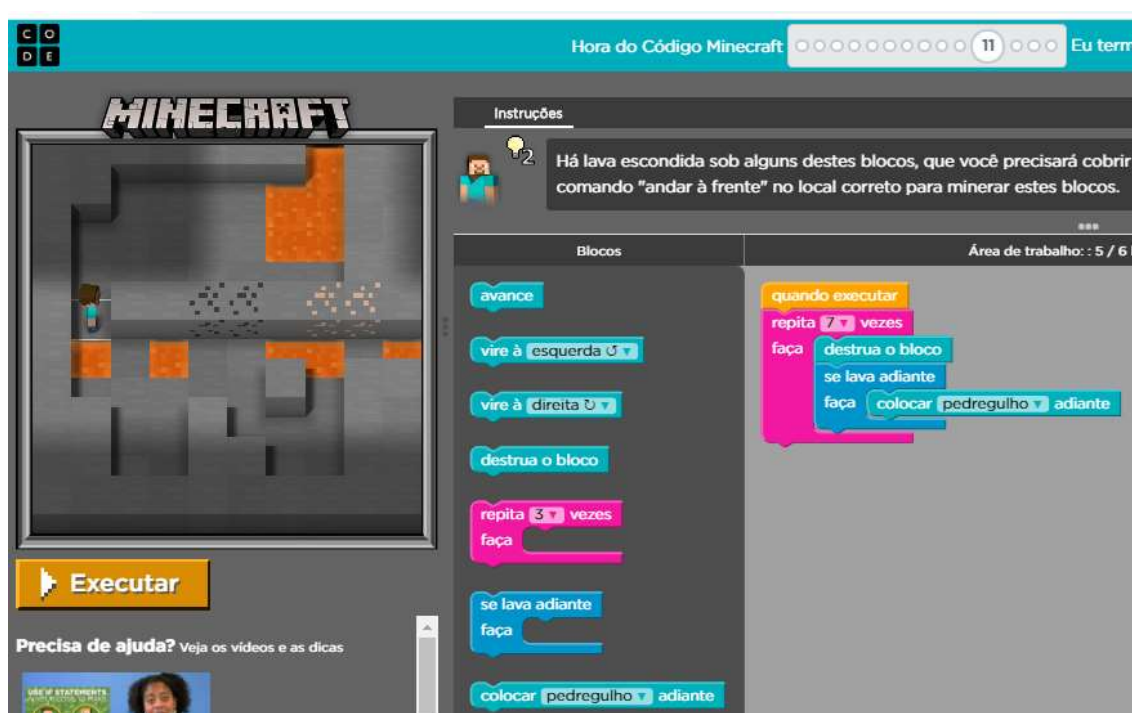 C O
D E
Hora do Código Minecraft
11
Eu term
MINECRAFT
Instruções
2
Há lava escondida sob alguns destes blocos, que você precisará cobrir
comando "andar à frente" no local correto para minerar estes blocos.
Blocos
Área de trabalho: : 5 / 6
avance
vire à esquerda ↺ ▼
vire à direita ↻ ▼
destrua o bloco
repita 3 ▼ vezes
faça
se lava adiante
faça
colocar pedregulho ▼ adiante
quando executar
repita 7 ▼ vezes
faça destrua o bloco
se lava adiante
faça colocar pedregulho ▼ adiante
Executar
Precisa de ajuda? Veja os vídeos e as dicas
USE IF STATEMENTS